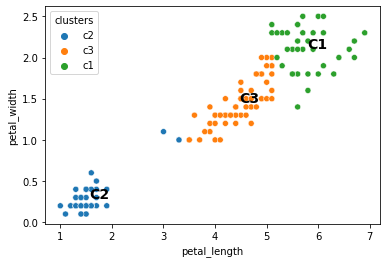 clusters
c2
c3
c1
C1
C3
C2
petal_width
2.5
2.0
1.5
1.0
0.5
0.0
1 2 3 4 5 6 7
petal_length